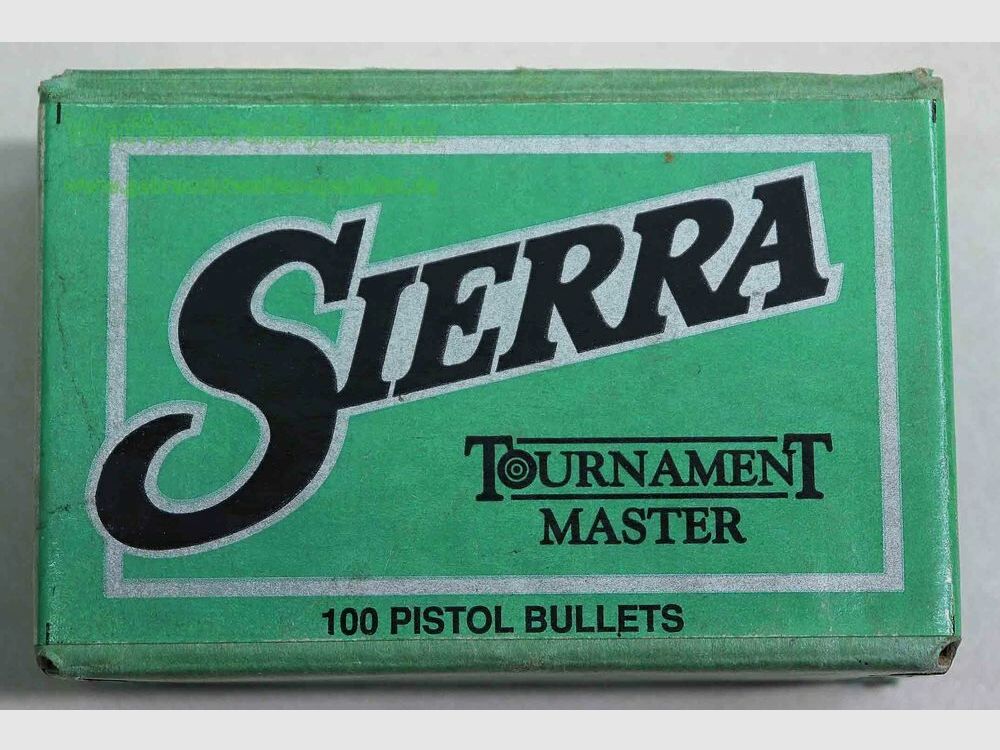 SIERRA
TOURNAMENT
MASTER
100 PISTOL BULLETS